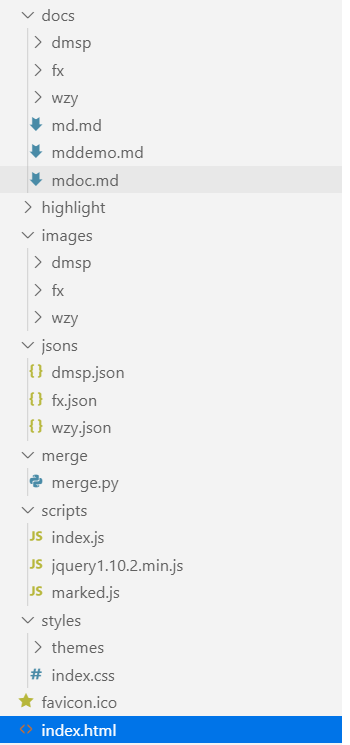 docs
dmsp
fx
wzy
md.md
mddemo.md
mdoc.md
highlight
images
dmsp
fx
wzy
jsons
{} dmsp.json
{} fx.json
{} wzy.json
merge
merge.py
scripts
JS index.js
JS jquery1.10.2.min.js
JS marked.js
styles
themes
# index.css
favicon.ico
<> index.html